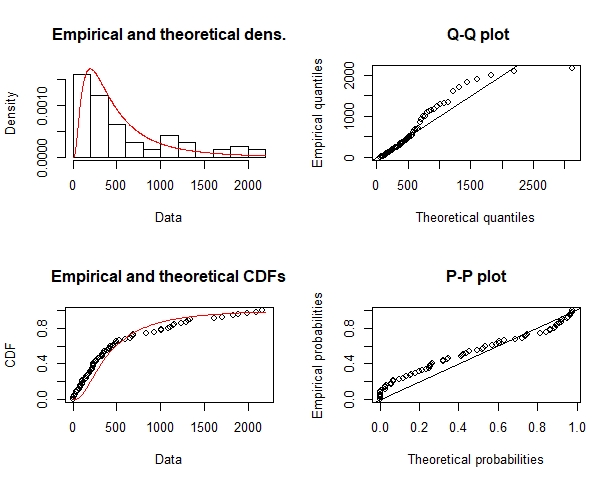 Empirical and theoretical dens.
Density
0.0000 0.0010
0 500 1000 1500 2000
Data
Q-Q plot
Empirical quantiles
0 1000 2000
0 500 1500 2500
Theoretical quantiles
Empirical and theoretical CDFs
CDF
0.0 0.4 0.8
0 500 1000 1500 2000
Data
P-P plot
Empirical probabilities
0.0 0.4 0.8
0.0 0.2 0.4 0.6 0.8 1.0
Theoretical probabilities